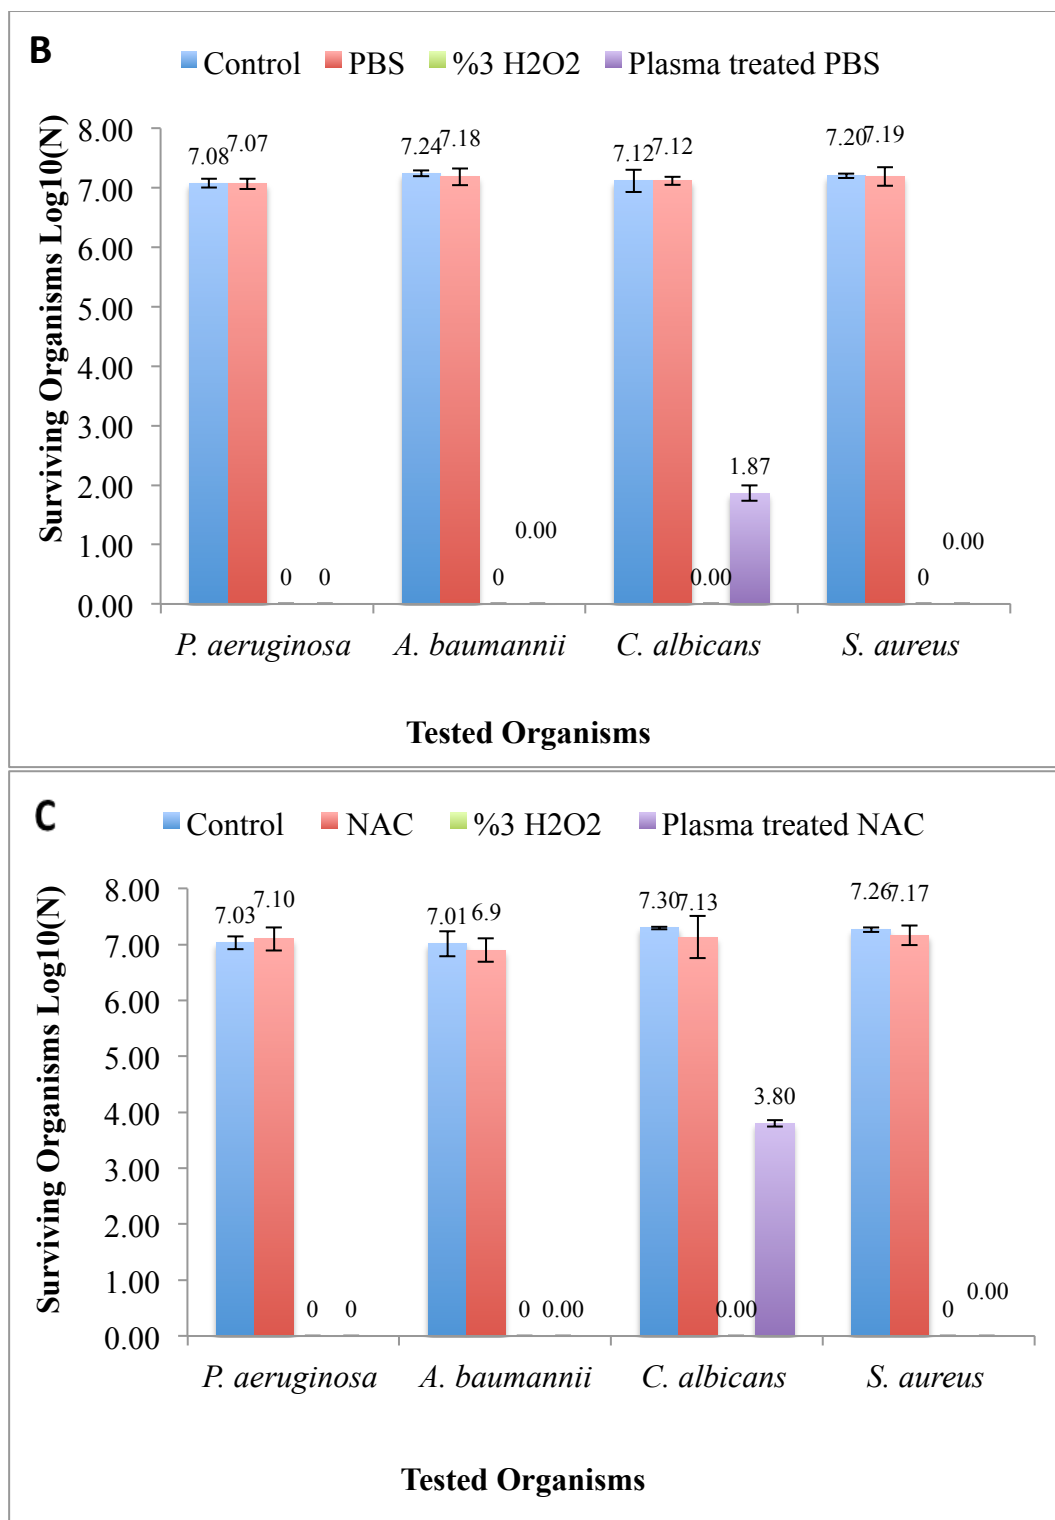 B
Control PBS %3 H2O2 Plasma treated PBS
Surviving Organisms Log10(N)
8.00
7.00
6.00
5.00
4.00
3.00
2.00
1.00
0.00
7.08 7.07 0 0
7.24 7.18 0 0.00
7.12 7.12 0.00 1.87
7.20 7.19 0 0.00
P. aeruginosa A. baumannii C. albicans S. aureus
Tested Organisms
C
Control NAC %3 H2O2 Plasma treated NAC
Surviving Organisms Log10(N)
8.00
7.00
6.00
5.00
4.00
3.00
2.00
1.00
0.00
7.03 7.10 0 0
7.01 6.9 0 0.00
7.30 7.13 0.00 3.80
7.26 7.17 0 0.00
P. aeruginosa A. baumannii C. albicans S. aureus
Tested Organisms